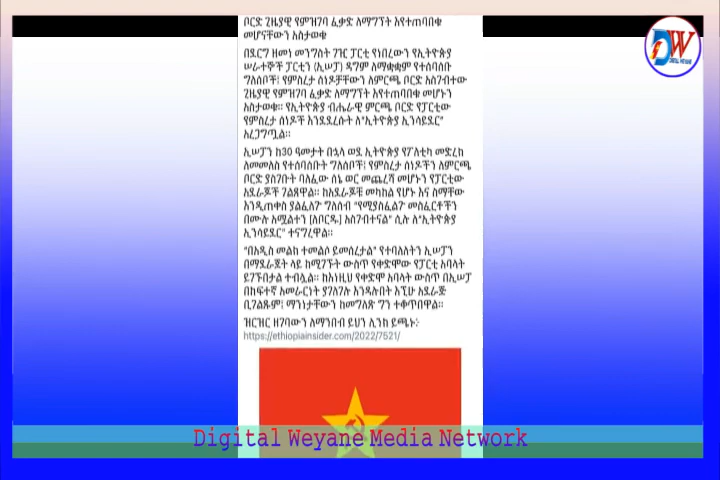 ቦርድ ጊዜያዊ የምዝገባ ፈቃድ ለማግኘት እየተጠባበቁ
መሆናቸውን አስታወቁ
በደርግ ዘመነ መንግስት ገዢ ፓርቲ የነበረውን የኢትዮጵያ
ሠራተኞች ፓርቲን (ኢሠፓ) ዳግም ለማቋቋም የተሰባሰቡ
ግለሰቦች፤ የምስረታ ሰነዶቻቸውን ለምርጫ ቦርድ አስገብተው
ጊዜያዊ የምዝገባ ፈቃድ ለማግኘት እየተጠባበቁ መሆኑን
አስታወቁ። የኢትዮጵያ ብሔራዊ ምርጫ ቦርድ የፓርቲው
የምስረታ ሰነዶች እንደደረሱት ለ"ኢትዮጵያ ኢንሳይደር"
አረጋግጧል።
ኢሠፓን ከ30 ዓመታት በኋላ ወደ ኢትዮጵያ የፖለቲካ መድረክ
ለመመለስ የተሰባሰቡት ግለሰቦች፤ የምስረታ ሰነዶችን ለምርጫ
ቦርድ ያስገቡት ባለፈው ሰኔ ወር መጨረሻ መሆኑን የፓርቲው
አደራጆች ገልጸዋል። ከአደራጆቹ መካከል የሆኑ እና ስማቸው
እንዲጠቀስ ያልፈለጉ ግለሰብ "የሚያስፈልጉ መስፈርቶችን
በሙሉ አሟልተን [ለቦርዱ] አስገብተናል" ሲሉ ለ"ኢትዮጵያ
ኢንሳይደር" ተናግረዋል።
"በአዲስ መልክ ተመልሶ ይመሰረታል" የተባለለትን ኢሠፓን
በማደራጀት ላይ ከሚገኙት ውስጥ የቀድሞው የፓርቲ አባላት
ይገኙበታል ተብሏል። ከእነዚህ የቀድሞ አባላት ውስጥ በኢሠፓ
በከፍተኛ አመራርነት ያገለገሉ እንዳሉበት እኚሁ አደራጅ
ቢገልጹም፤ ማንነታቸውን ከመግለጽ ግን ተቆጥበዋል።
ዝርዝር ዘገባውን ለማንበብ ይህን ሊንክ ይጫኑ፦
https://ethiopiainsider.com/2022/7521/
DW
DIGITAL WEYANE
Digital Weyane Media Network